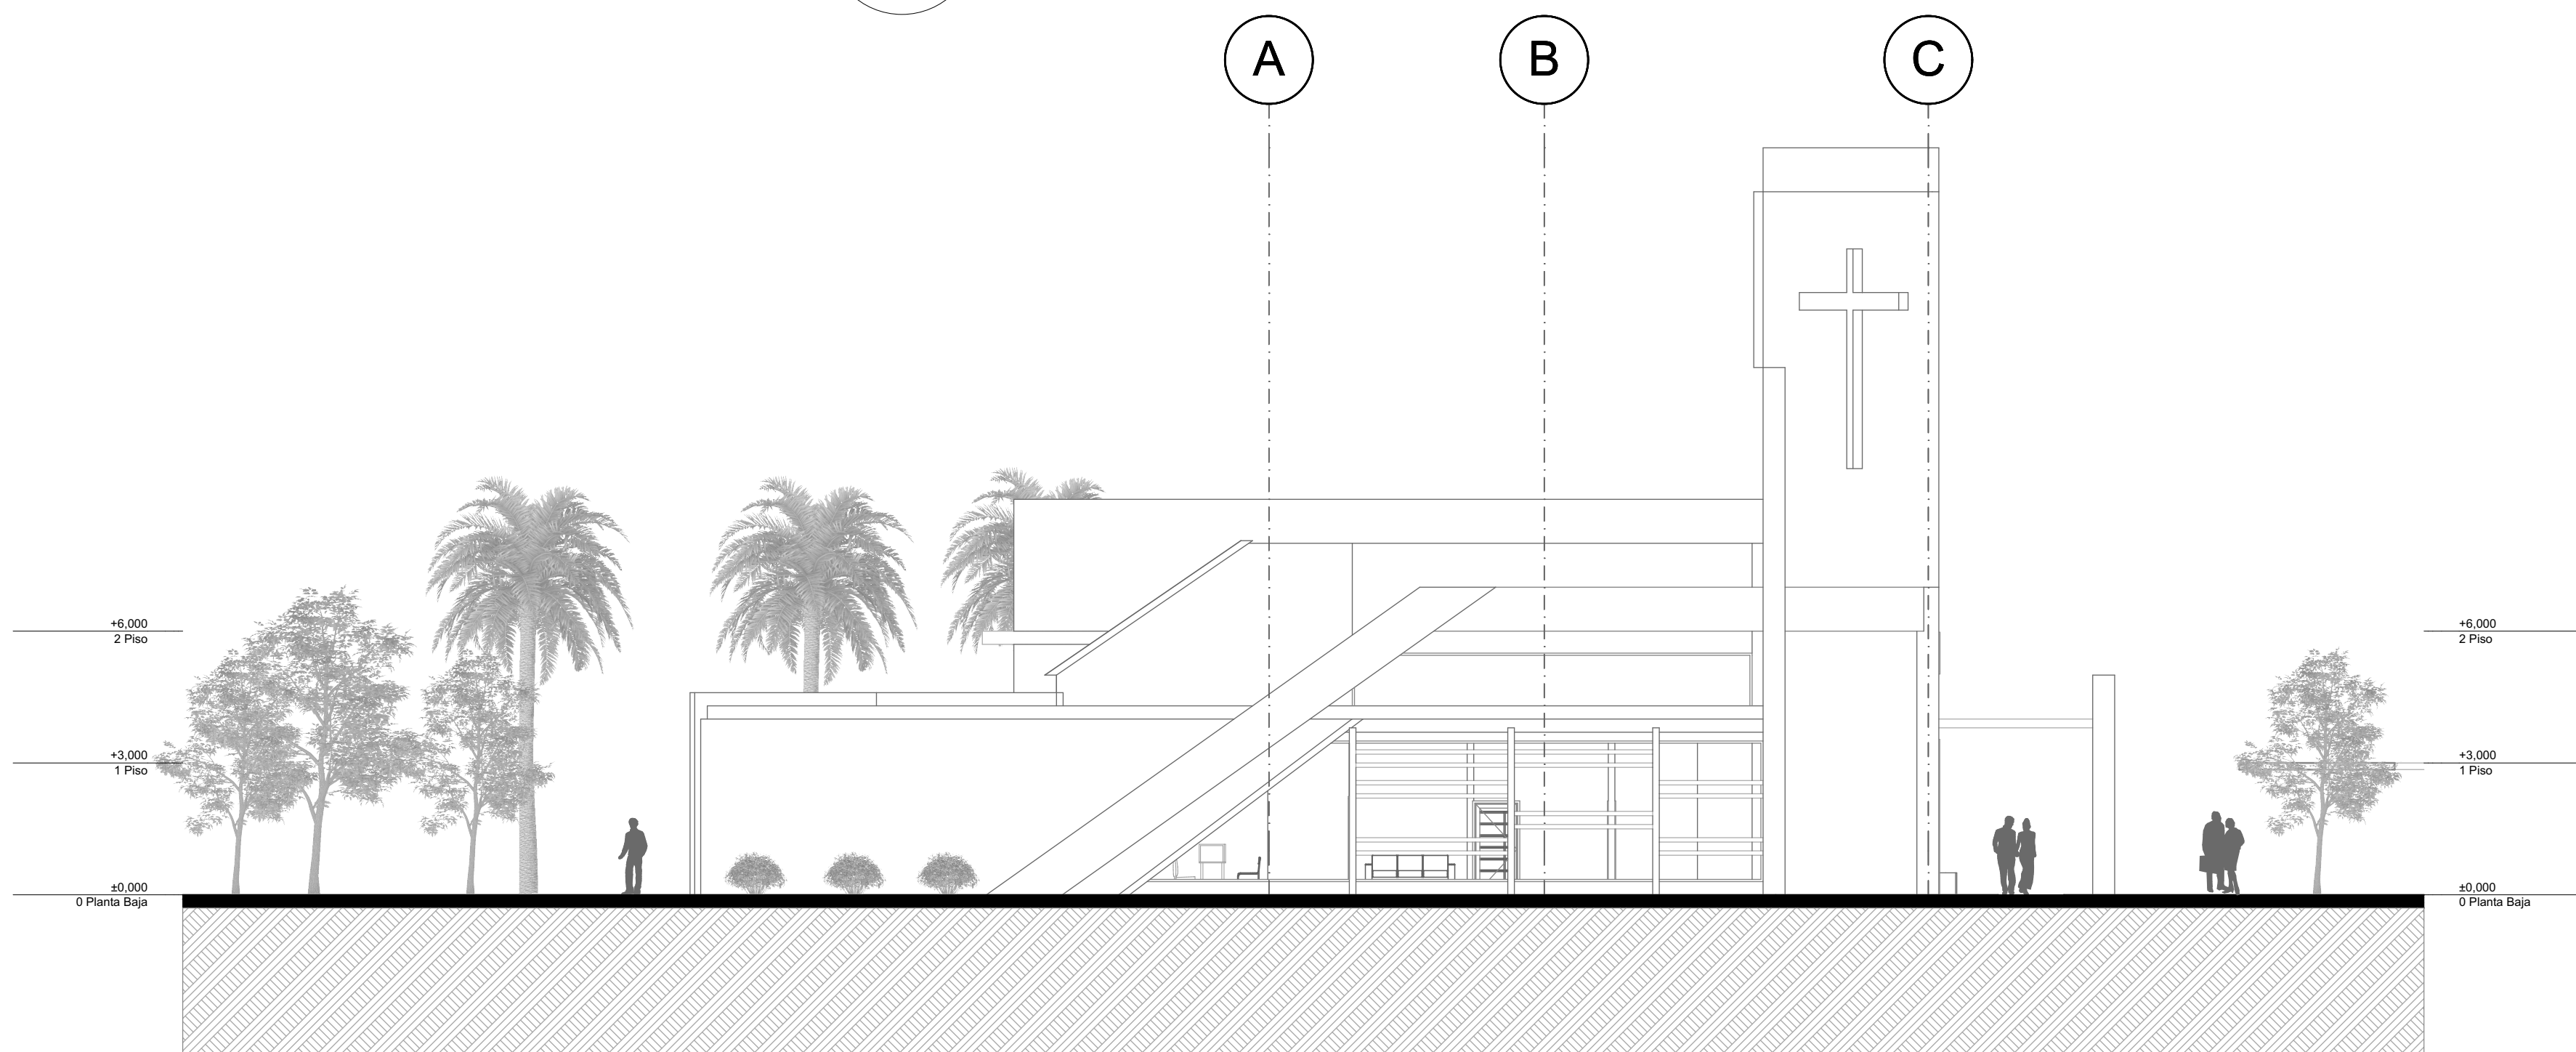 A
B
C
+6,000
2 Piso
+3,000
1 Piso
±0,000
0 Planta Baja
+6,000
2 Piso
+3,000
1 Piso
±0,000
0 Planta Baja